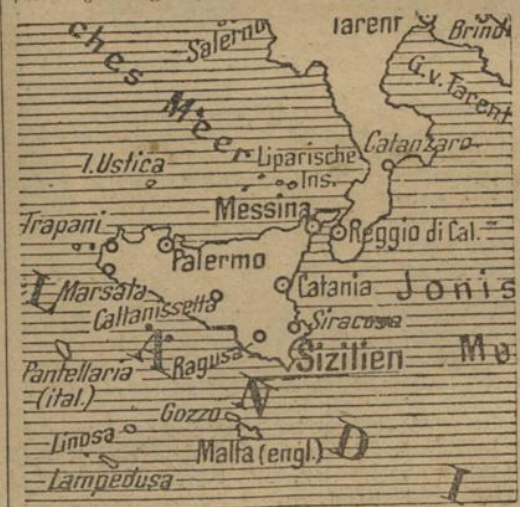 Salerno
Tarent
Brind
G.v.Tarent
ches Meer
Catanzaro
I.Ustica
Liparische
Ins.
Messina
Trapani
Reggio di Cal.
Palermo
Marsala
Catania
Jonis
Caltanissetta
Siracosa
Ragusa
Sizilien
Me
Pantellaria
(ital.)
Gozzo
Linosa
Malta (engl.)
Lampedusa
L
A
N
D
I